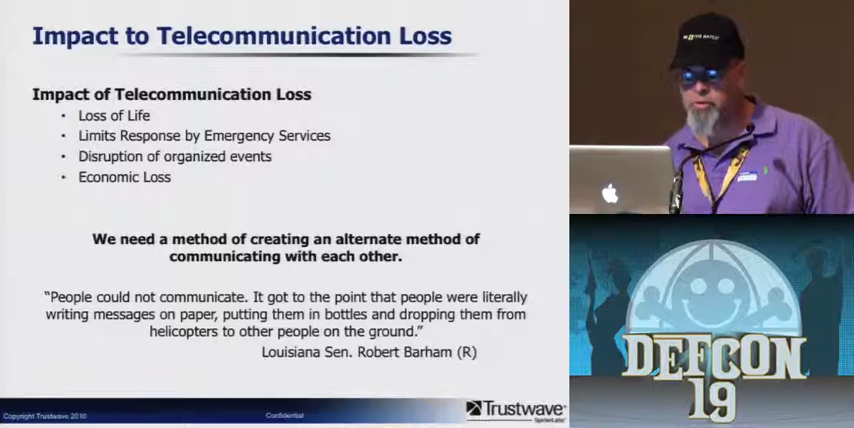 Impact to Telecommunication Loss
Impact of Telecommunication Loss
• Loss of Life
• Limits Response by Emergency Services
• Disruption of organized events
• Economic Loss
We need a method of creating an alternate method of
communicating with each other.
“People could not communicate. It got to the point that people were literally
writing messages on paper, putting them in bottles and dropping them from
helicopters to other people on the ground.”
Louisiana Sen. Robert Barham (R)
Copyright Trustwave 2010
Confidential
Trustwave
SpiderLabs
DEFCON
19